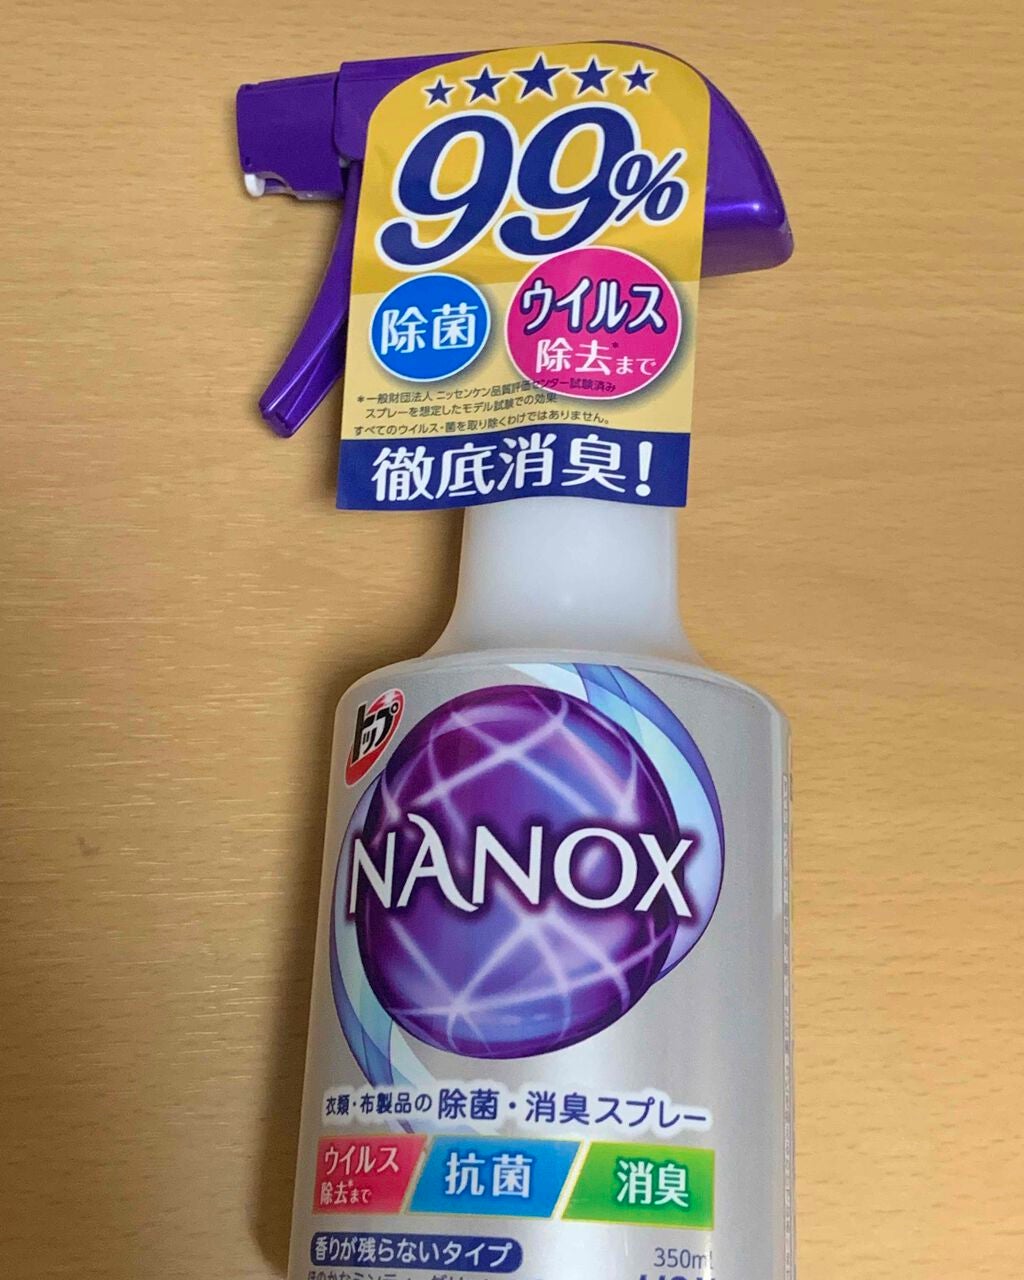 99%
除菌
ウイルス
除去*まで
*一般財団法人 ニッセンケン品質評価センター試験済み
スプレーを想定したモデル試験での効果
すべてのウイルス・菌を取り除くわけではありません。
徹底消臭!
トップ
NANOX
衣類・布製品の除菌・消臭スプレー
ウイルス
除去*まで
抗菌
消臭
香りが残らないタイプ
350ml